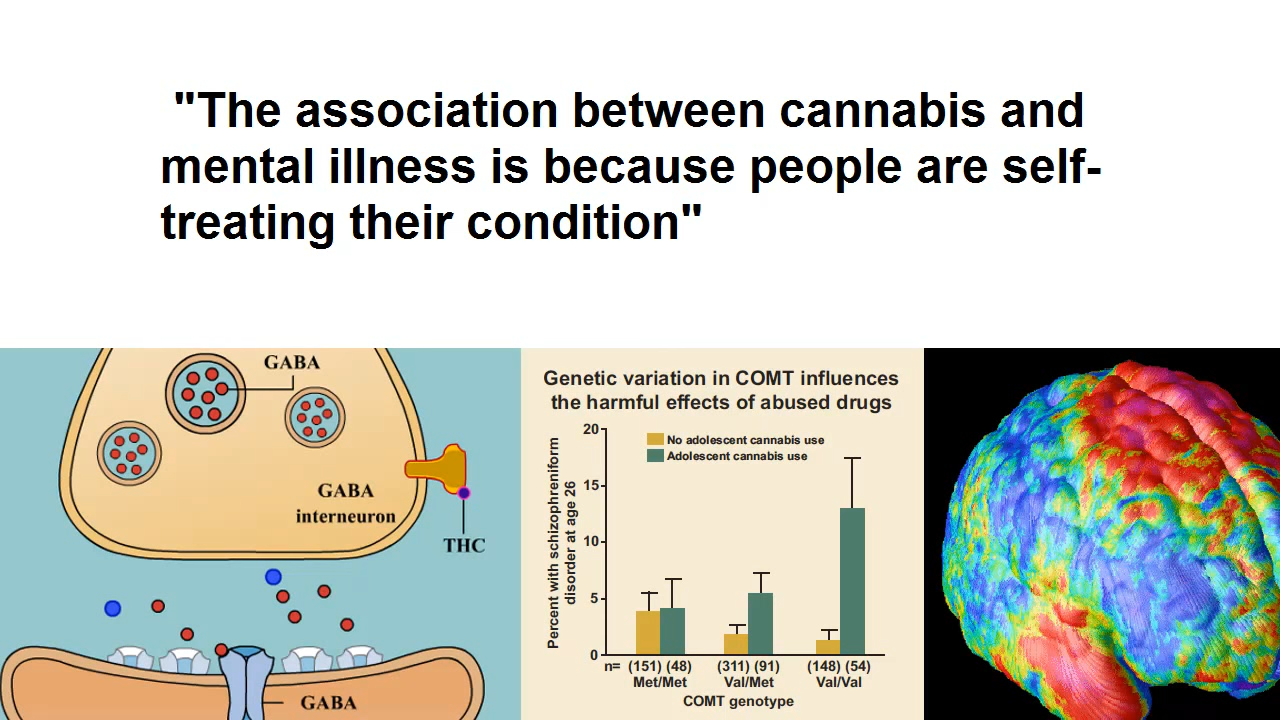 "The association between cannabis and
mental illness is because people are self-
treating their condition"
GABA
GABA
interneuron
THC
GABA
Genetic variation in COMT influences
the harmful effects of abused drugs
Percent with schizophreniform
disorder at age 26
20
15
10
5
0
No adolescent cannabis use
Adolescent cannabis use
n= (151) (48) (311) (91) (148) (54)
Met/Met Val/Met Val/Val
COMT genotype